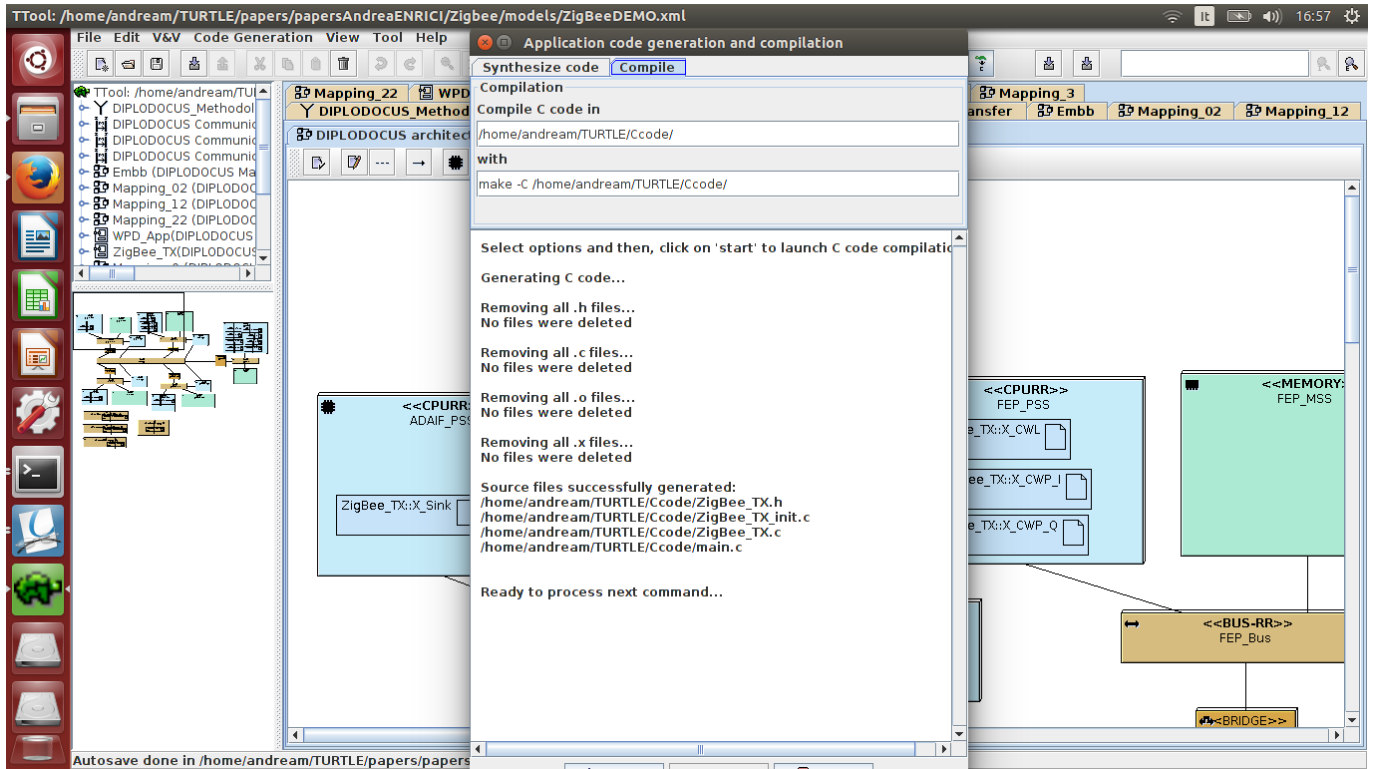 TTool: /home/andream/TURTLE/papers/papersAndreaENRICI/Zigbee/models/ZigBeeDEMO.xml
It
16:57
File Edit V&V Code Generation View Tool Help
TTool: /home/andream/TU
DIPLODOCUS_Methodol
DIPLODOCUS Communic
DIPLODOCUS Communic
DIPLODOCUS Communic
Embb (DIPLODOCUS Ma
Mapping_02 (DIPLODOC
Mapping_12 (DIPLODOC
Mapping_22 (DIPLODOC
WPD_App(DIPLODOCUS
ZigBee_TX(DIPLODOCUS
Mapping_22 WPD
Mapping_3
DIPLODOCUS_Method
ansfer Embb Mapping_02 Mapping_12
DIPLODOCUS architec
Application code generation and compilation
Synthesize code Compile
Compilation
Compile C code in
/home/andream/TURTLE/Ccode/
with
make -C /home/andream/TURTLE/Ccode/
Select options and then, click on 'start' to launch C code compilatio
Generating C code...
Removing all .h files...
No files were deleted
Removing all .c files...
No files were deleted
Removing all .o files...
No files were deleted
Removing all .x files...
No files were deleted
Source files successfully generated:
/home/andream/TURTLE/Ccode/ZigBee_TX.h
/home/andream/TURTLE/Ccode/ZigBee_TX_init.c
/home/andream/TURTLE/Ccode/ZigBee_TX.c
/home/andream/TURTLE/Ccode/main.c
Ready to process next command...
<<CPURR>
ADAIF_PSS
ZigBee_TX::X_Sink
<<CPURR>>
FEP_PSS
e_TX::X_CWL
ee_TX::X_CWP_I
e_TX::X_CWP_Q
<<MEMORY>
FEP_MSS
<<BUS-RR>>
FEP_Bus
<BRIDGE>>
Autosave done in /home/andream/TURTLE/papers/papers